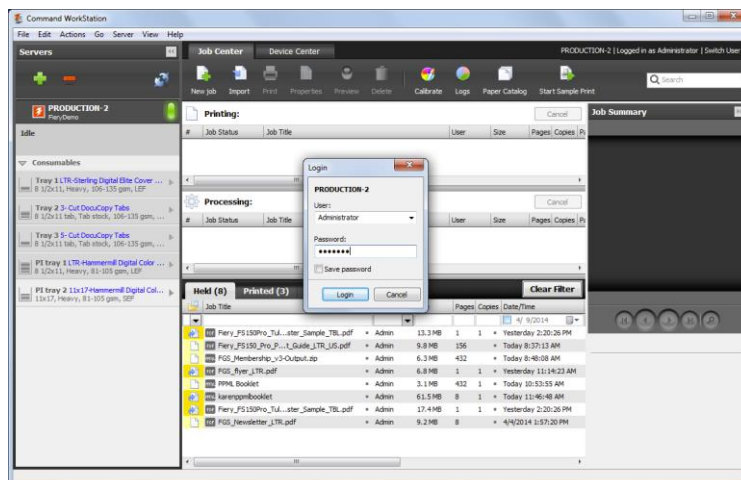 Command WorkStation
File Edit Actions Go Server View Help
Servers
Job Center Device Center
PRODUCTION-2 | Logged in as Administrator | Switch User
New job Import Print Properties Preview Delete Calibrate Logs Paper Catalog Start Sample Print
Search
PRODUCTION-2
FieryDemo
Idle
Consumables
Tray 1 LTR-Sterling Digital Elite Cover ...
8 1/2x11, Heavy, 106-135 gsm, LEF
Tray 2 3- Cut DocuCopy Tabs
8 1/2x11 tab, Tab stock, 106-135 gsm, ...
Tray 3 5- Cut DocuCopy Tabs
8 1/2x11 tab, Tab stock, 106-135 gsm, ...
PI tray 1 LTR-Hammermill Digital Color ...
8 1/2x11, Heavy, 81-105 gsm, LEF
PI tray 2 11x17-Hammermill Digital Col...
11x17, Heavy, 81-105 gsm, SEF
Printing:
Cancel
# Job Status Job Title User Size Pages Copies
Processing:
Cancel
# Job Status Job Title User Size Pages Copies
Login
PRODUCTION-2
User:
Administrator
Password:
Save password
Login Cancel
Held (8) Printed (3)
Clear Filter
Job Title Pages Copies Date/Time
4/ 9/2014
Fiery_FS150Pro_Tul...ster_Sample_TBL.pdf Admin 13.3 MB 1 1 Yesterday 2:20:26 PM
Fiery_FS150_Pro_P...t_Guide_LTR_US.pdf Admin 9.8 MB 156 Today 8:37:13 AM
FGS_Membership_v3-Output.zip Admin 6.3 MB 432 Today 8:48:08 AM
FGS_flyer_LTR.pdf Admin 6.8 MB 1 1 Yesterday 11:14:23 AM
PPML Booklet Admin 3.1 MB 432 1 Today 10:53:55 AM
karenppmlbooklet Admin 61.5 MB 8 1 Today 11:46:48 AM
Fiery_FS150Pro_Tul...ster_Sample_TBL.pdf Admin 17.4 MB 1 1 Yesterday 2:20:26 PM
FGS_Newsletter_LTR.pdf Admin 9.2 MB 8 4/4/2014 1:57:20 PM
Job Summary